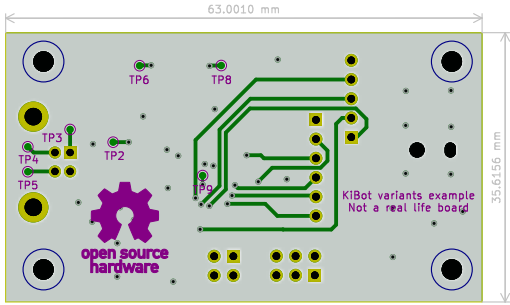 63.0010 mm
TP6
TP8
TP3
TP2
TP4
TP5
TP9
KiBot variants example
Not a real life board
35.6156 mm
open source
hardware